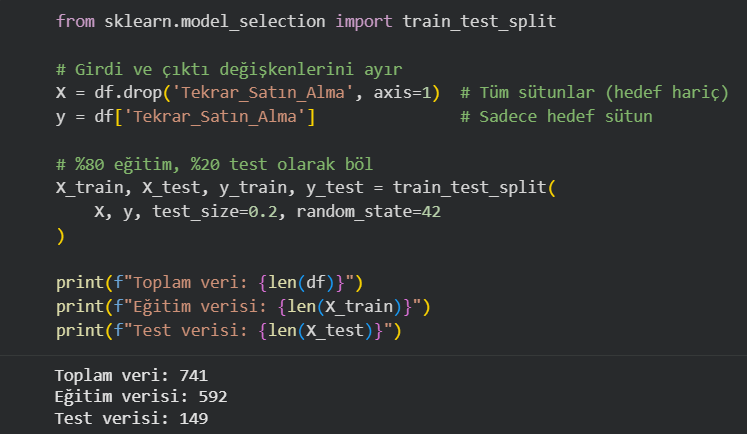 from sklearn.model_selection import train_test_split
# Girdi ve çıktı değişkenlerini ayır
X = df.drop('Tekrar_Satın_Alma', axis=1)  # Tüm sütunlar (hedef hariç)
y = df['Tekrar_Satın_Alma']               # Sadece hedef sütun
# %80 eğitim, %20 test olarak böl
X_train, X_test, y_train, y_test = train_test_split(
    X, y, test_size=0.2, random_state=42
)
print(f"Toplam veri: {len(df)}")
print(f"Eğitim verisi: {len(X_train)}")
print(f"Test verisi: {len(X_test)}")
Toplam veri: 741
Eğitim verisi: 592
Test verisi: 149